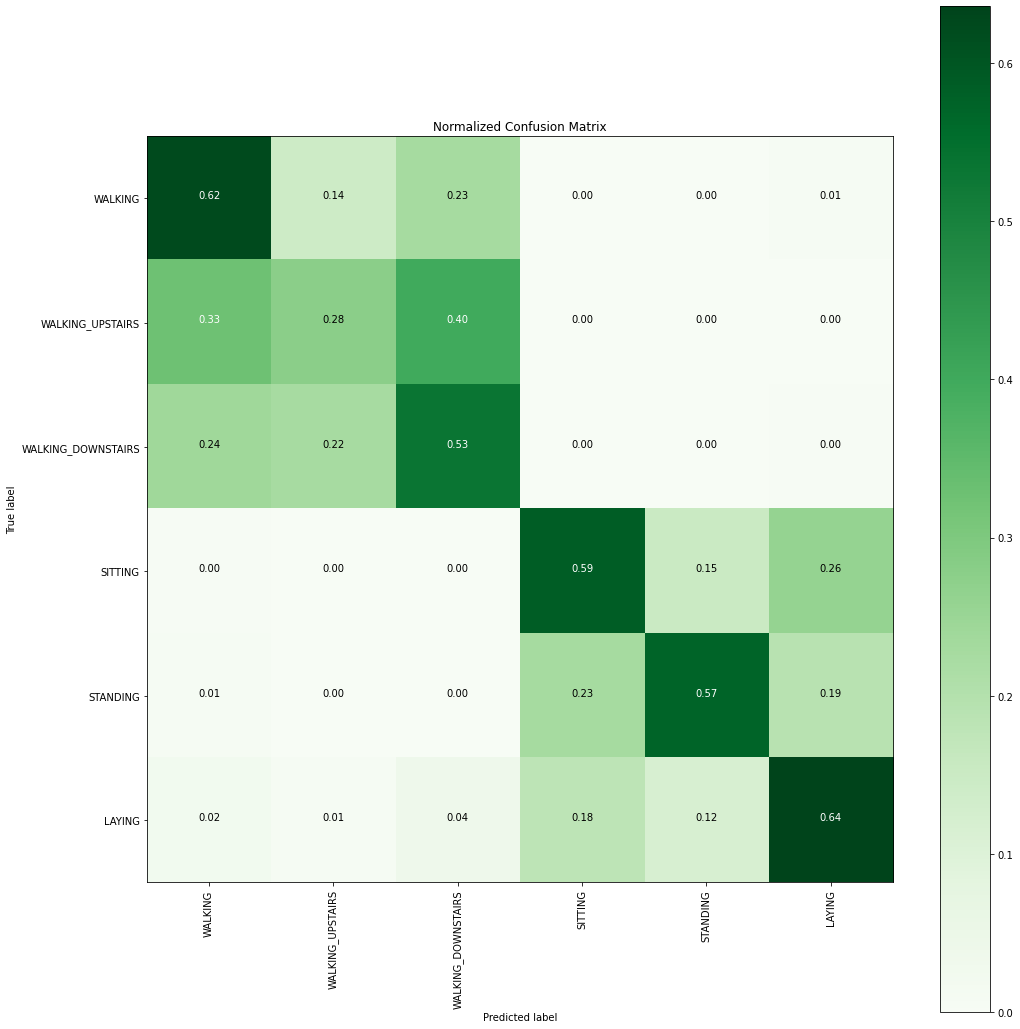 Normalized Confusion Matrix
True label
WALKING 0.62 0.14 0.23 0.00 0.00 0.01
WALKING_UPSTAIRS 0.33 0.28 0.40 0.00 0.00 0.00
WALKING_DOWNSTAIRS 0.24 0.22 0.53 0.00 0.00 0.00
SITTING 0.00 0.00 0.00 0.59 0.15 0.26
STANDING 0.01 0.00 0.00 0.23 0.57 0.19
LAYING 0.02 0.01 0.04 0.18 0.12 0.64
WALKING
WALKING_UPSTAIRS
WALKING_DOWNSTAIRS
SITTING
STANDING
LAYING
Predicted label
0.6
0.5
0.4
0.3
0.2
0.1
0.0